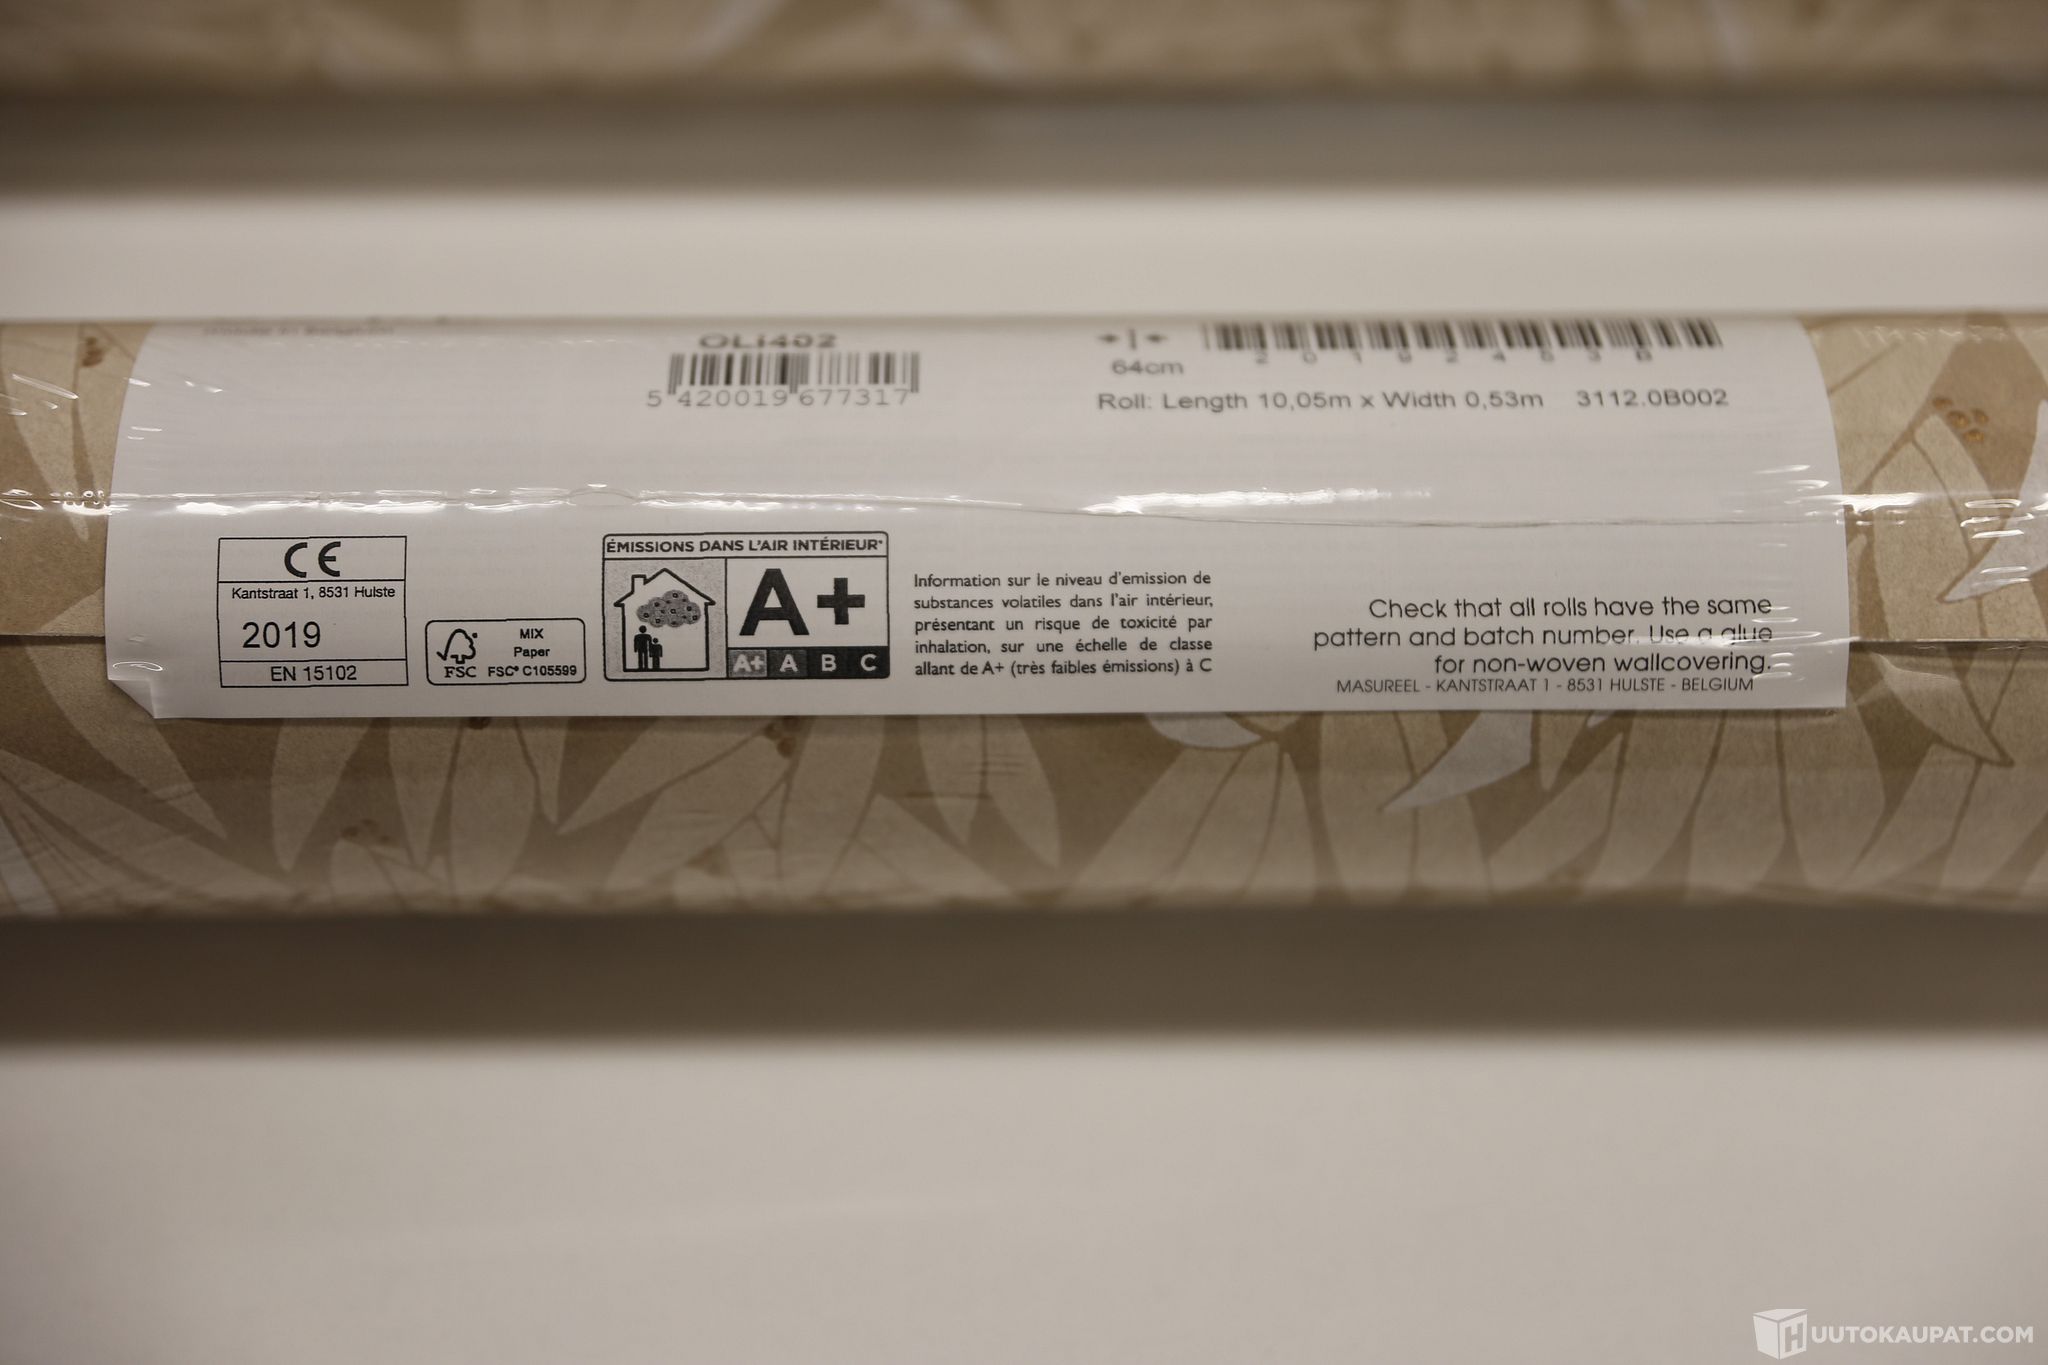 OLI402
5 420019 677317
64cm
20192453B
Roll: Length 10,05m x Width 0,53m 3112.0B002
CE
Kantstraat 1, 8531 Hulste
2019
EN 15102
FSC
MIX
Paper
FSC® C105599
ÉMISSIONS DANS L'AIR INTÉRIEUR*
A+
A+ A B C
Information sur le niveau d'emission de
substances volatiles dans l'air intérieur,
présentant un risque de toxicité par
inhalation, sur une échelle de classe
allant de A+ (très faibles émissions) à C
Check that all rolls have the same
pattern and batch number. Use a glue
for non-woven wallcovering.
MASUREEL - KANTSTRAAT 1 - 8531 HULSTE - BELGIUM
HUUTOKAUPAT.COM